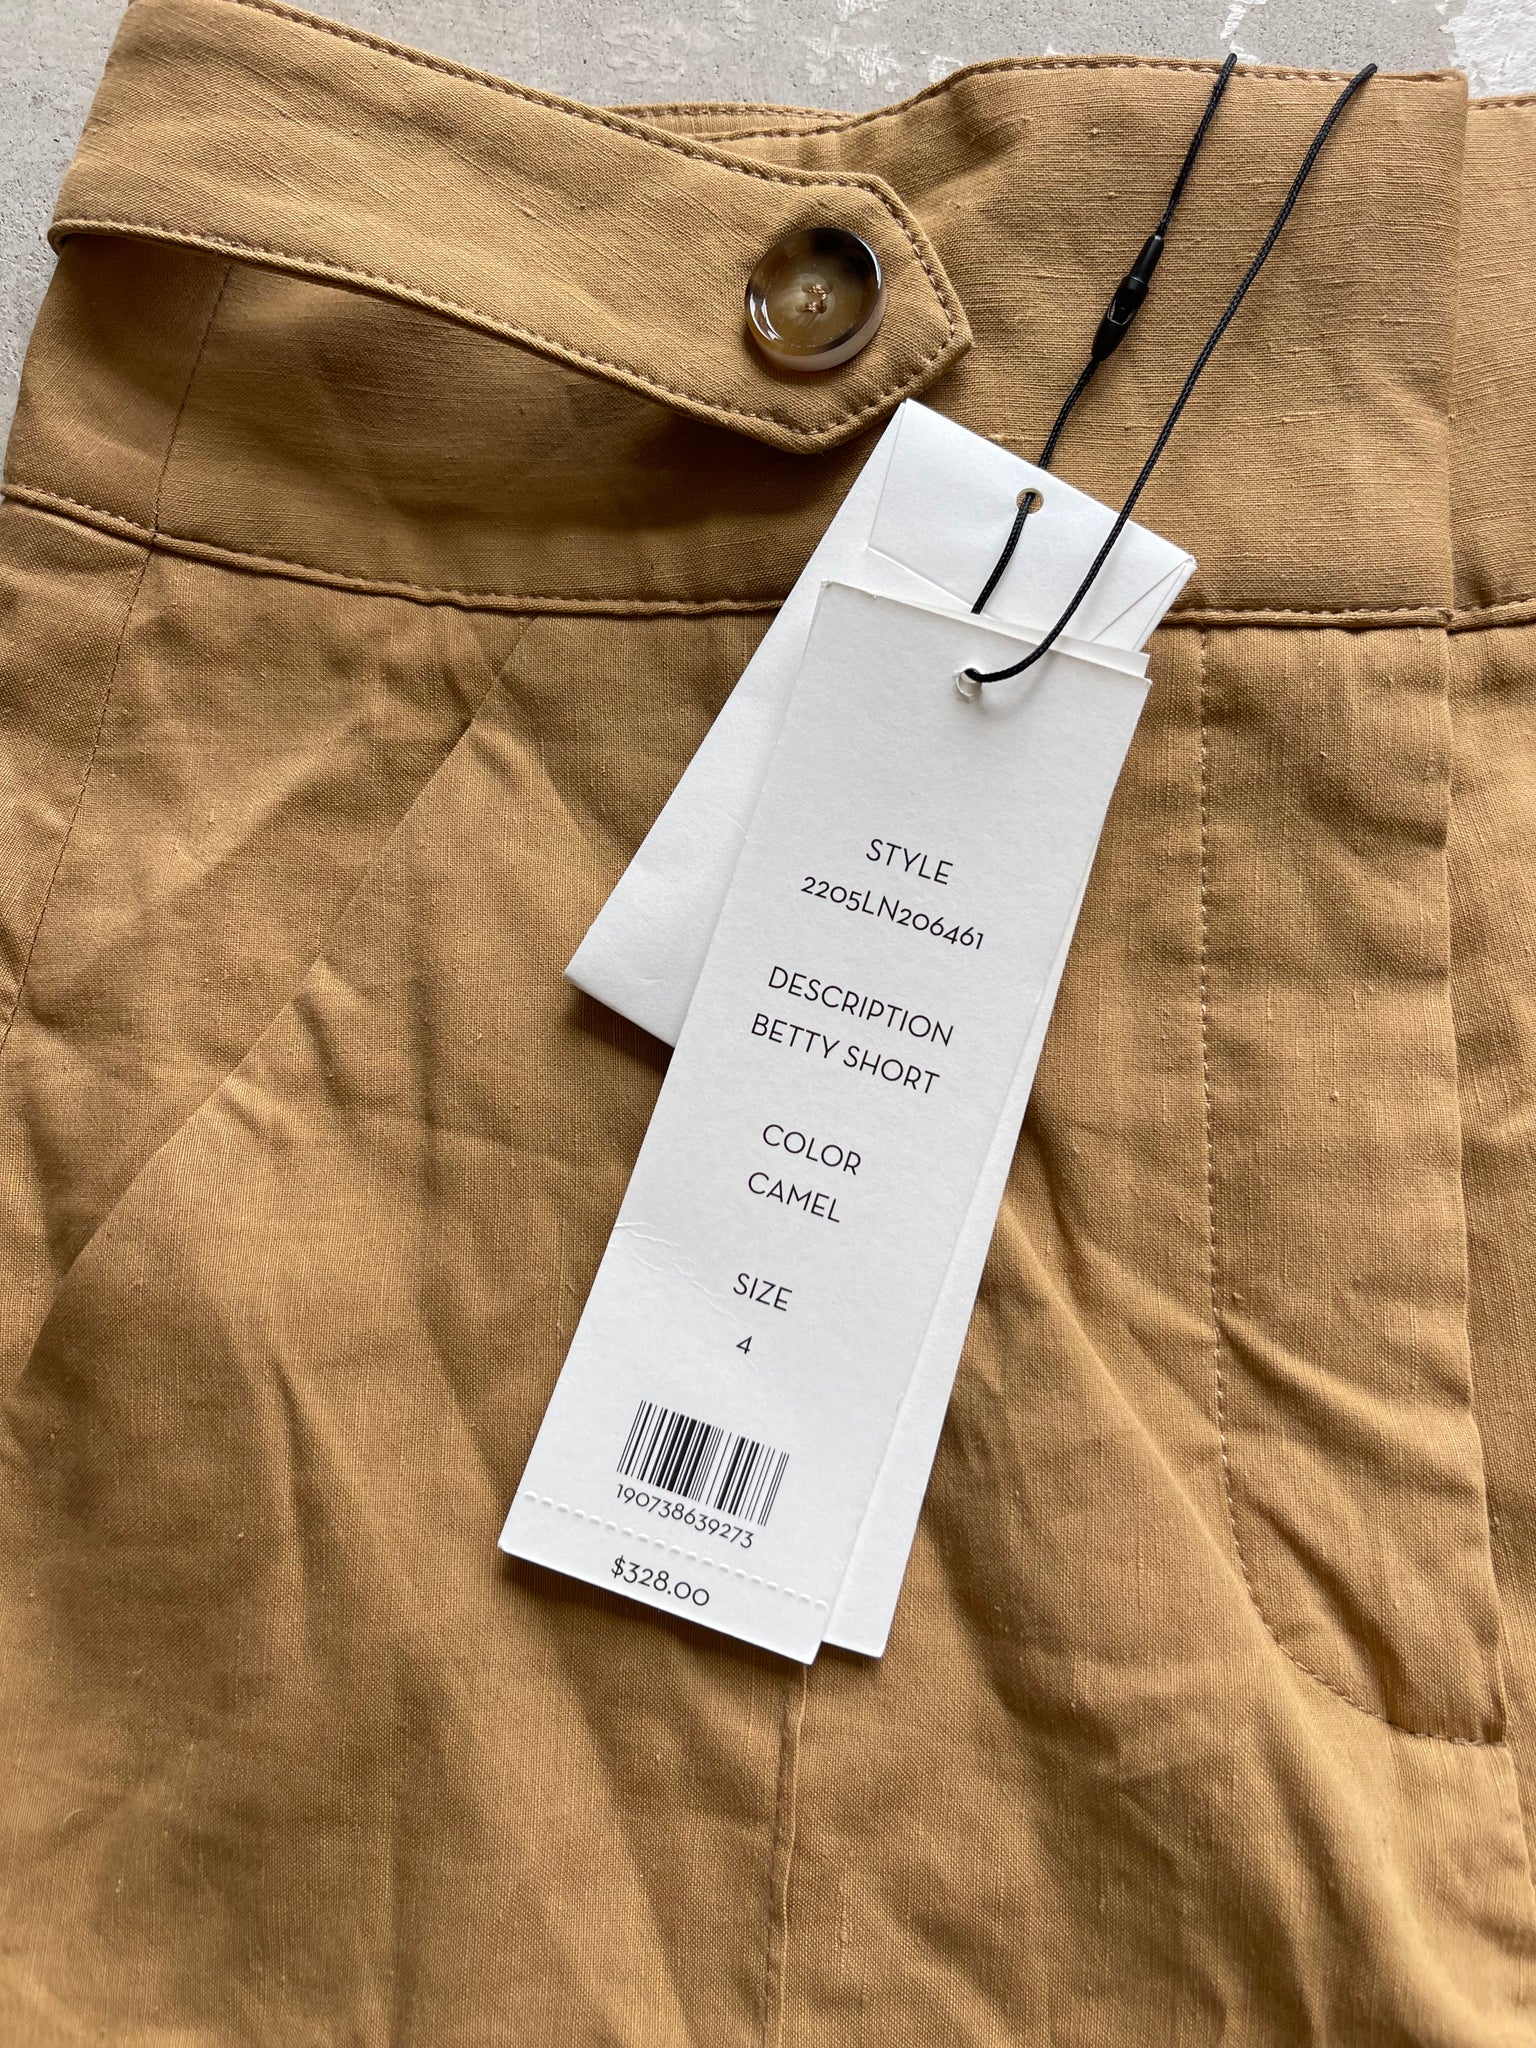 STYLE
2205LN206461
DESCRIPTION
BETTY SHORT
COLOR
CAMEL
SIZE
4
190738639273
$328.00